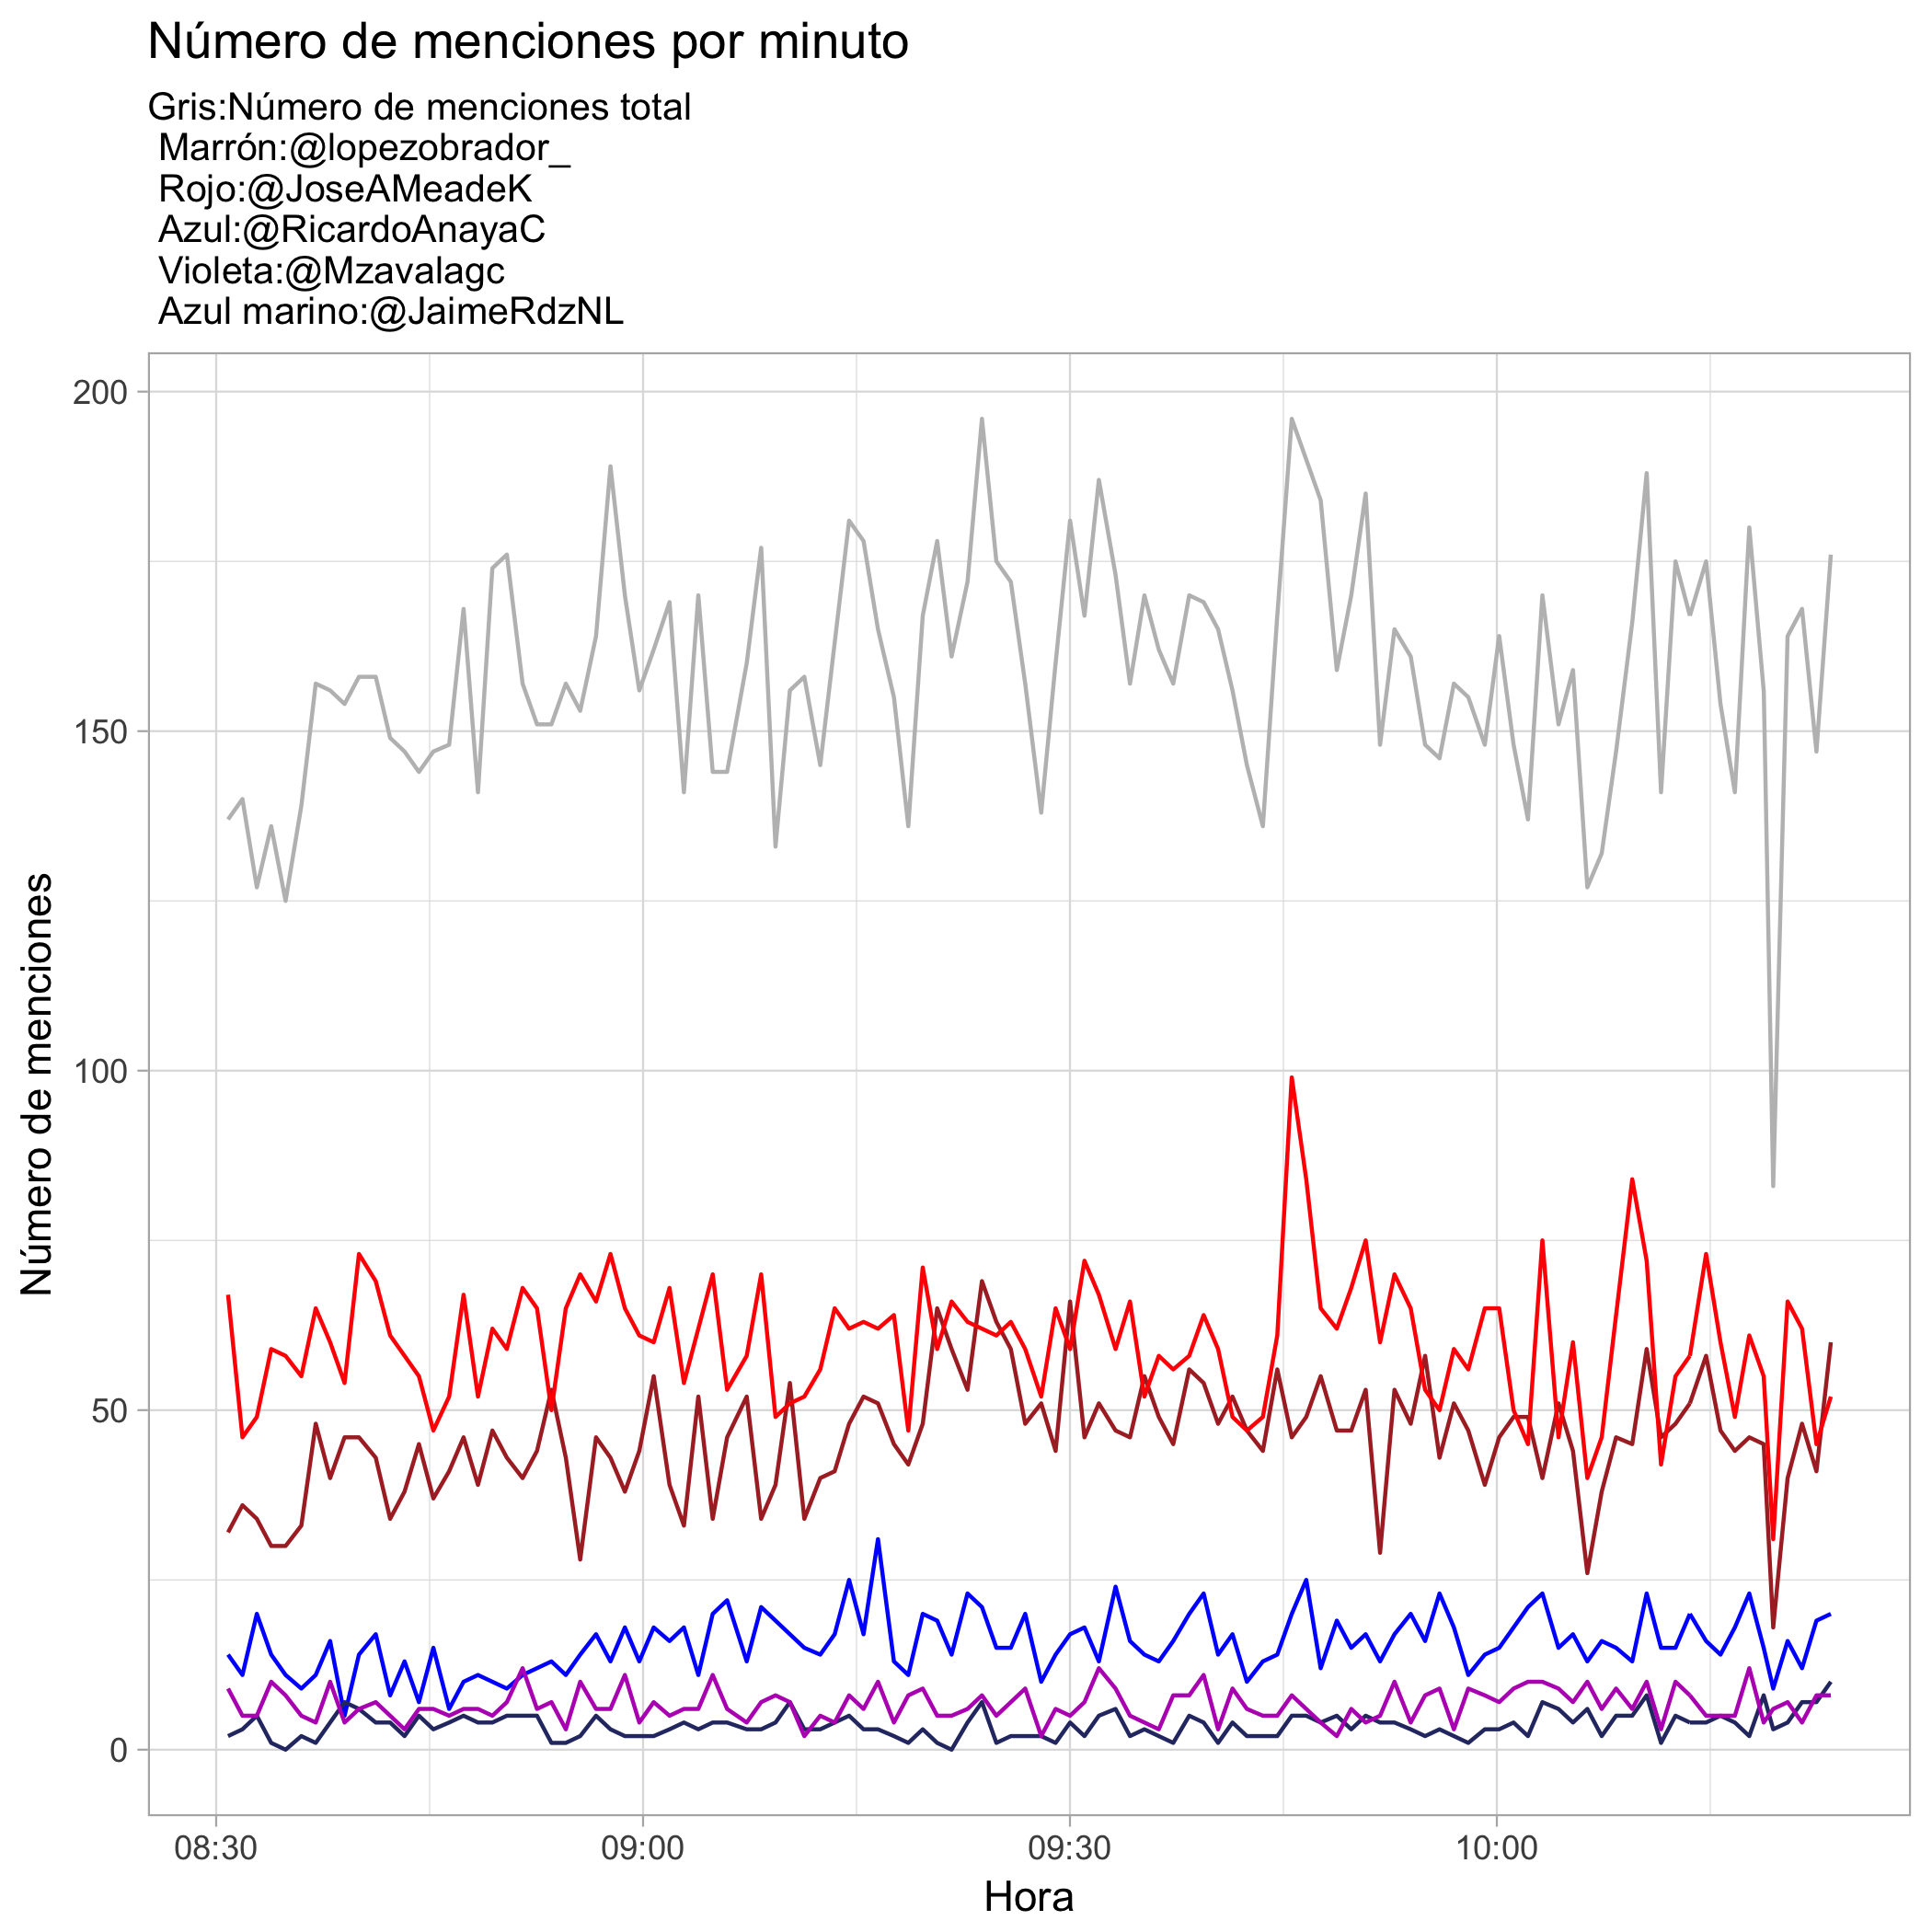 Número de menciones por minuto
Gris:Número de menciones total
Marrón:@lopezobrador_
Rojo:@JoseAMeadeK
Azul:@RicardoAnayaC
Violeta:@Mzavalagc
Azul marino:@JaimeRdzNL
Número de menciones
200
150
100
50
0
08:30 09:00 09:30 10:00
Hora